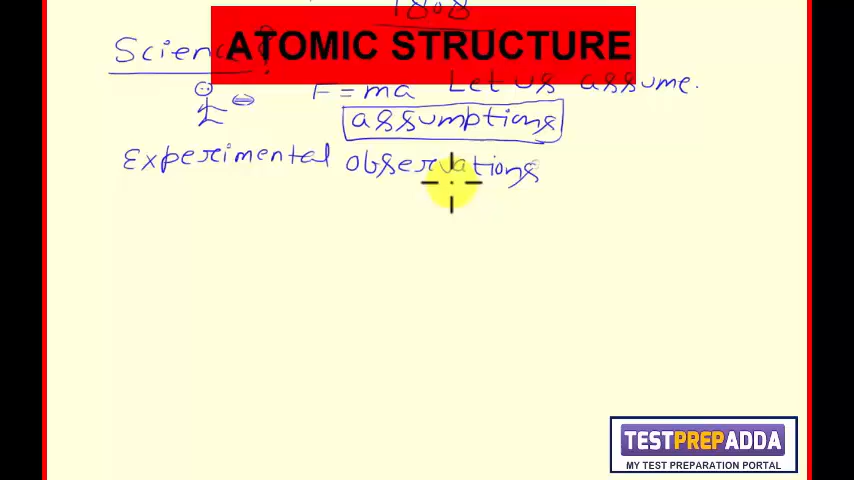 1808
ATOMIC STRUCTURE
Science?
F = ma Let us assume.
assumptions
Experimental observations
TESTPREPADDA
MY TEST PREPARATION PORTAL